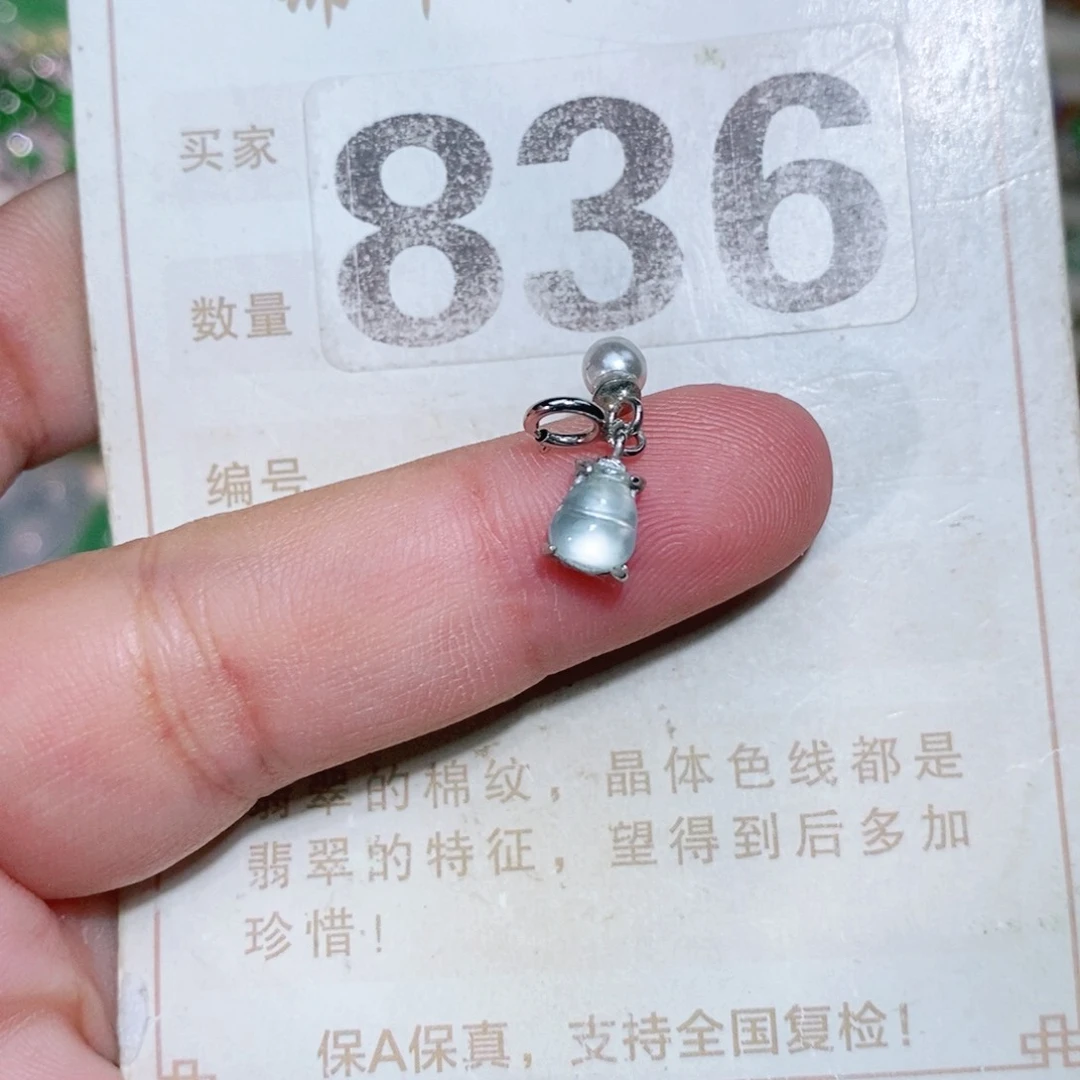 买家
836
数量
编号
翡翠的棉纹，晶体色线都是
翡翠的特征，望得到后多加
珍惜！
保A保真，支持全国复检！